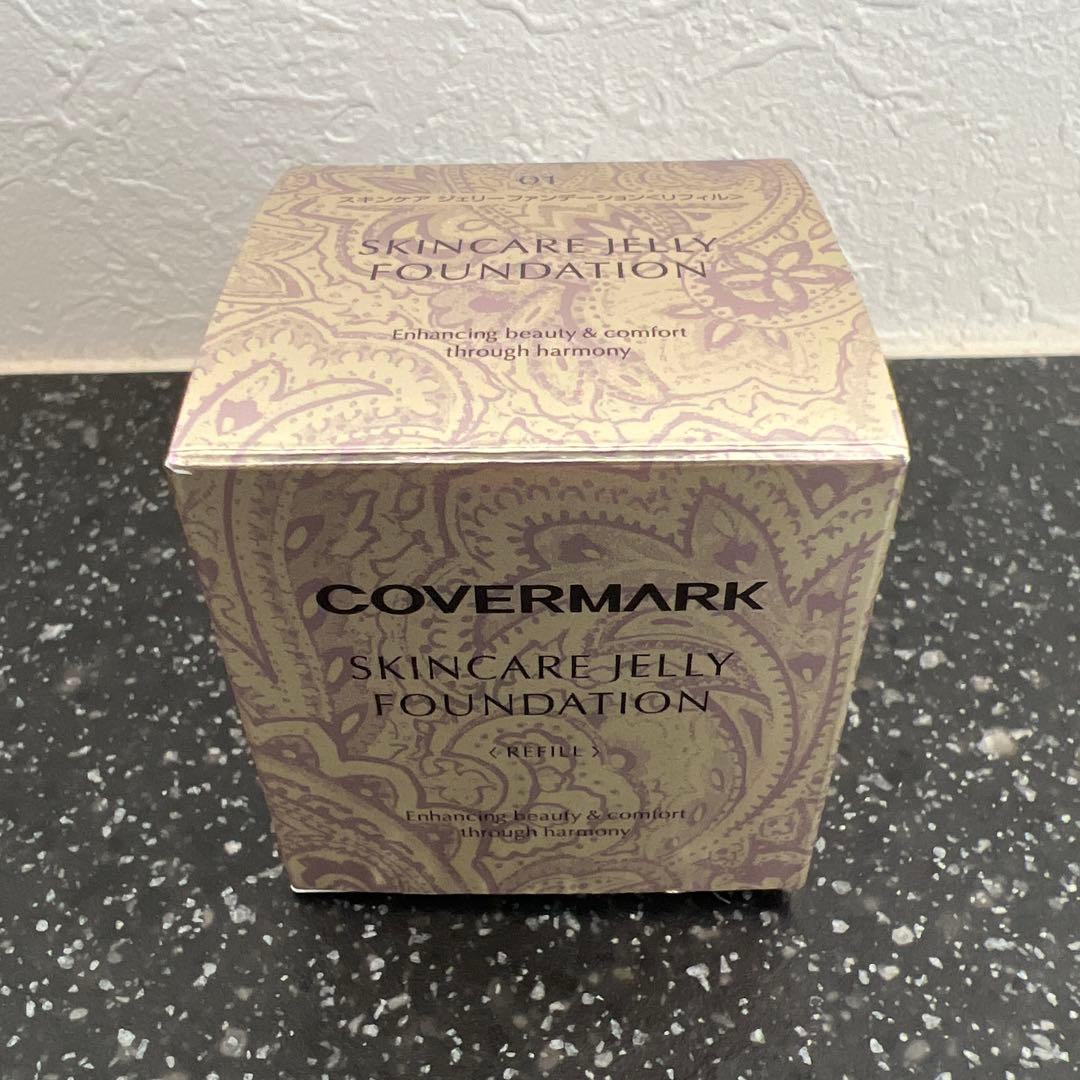 01
スキンケア ジェリーファンデーション<リフィル>
SKINCARE JELLY
FOUNDATION
Enhancing beauty & comfort
through harmony
COVERMARK
SKINCARE JELLY
FOUNDATION
< REFILL >
Enhancing beauty & comfort
through harmony